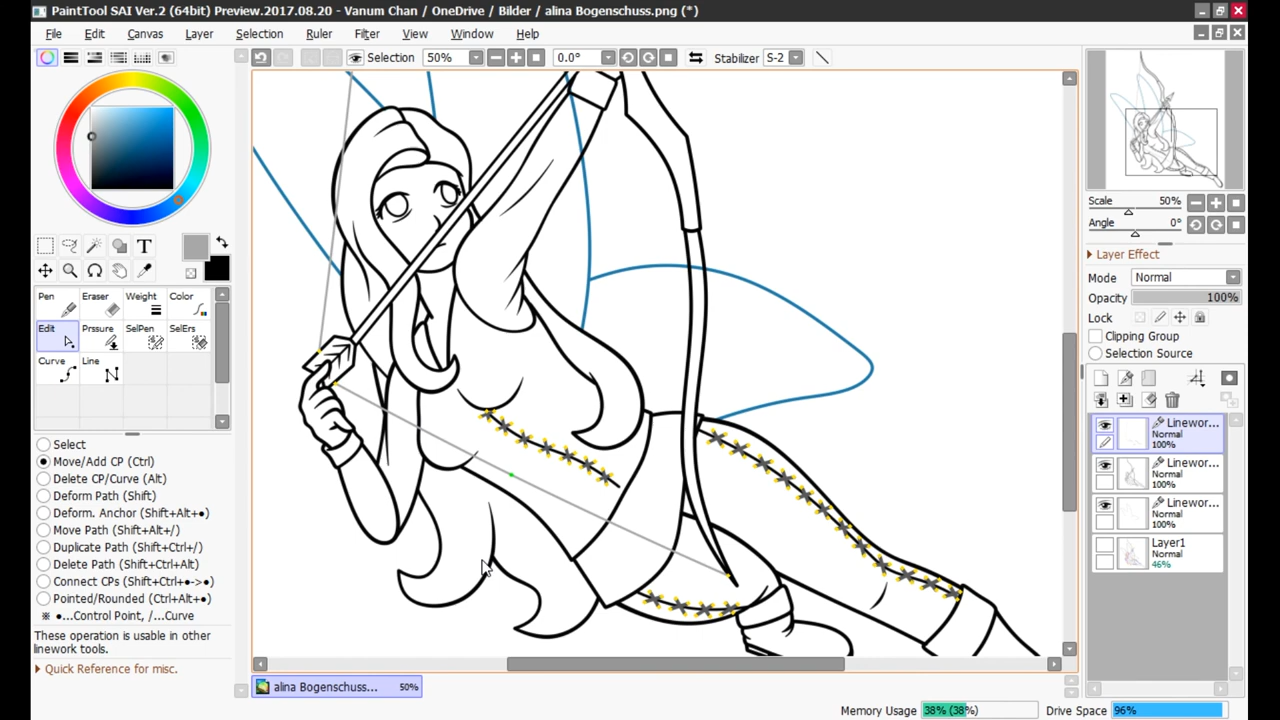 PaintTool SAI Ver.2 (64bit) Preview.2017.08.20 - Vanum Chan / OneDrive / Bilder / alina Bogenschuss.png (*)
File Edit Canvas Layer Selection Ruler Filter View Window Help
Selection 50% 0.0° Stabilizer S-2
T
Pen Eraser Weight Color
Edit Prssure SelPen SelErs
Curve Line
Select
Move/Add CP (Ctrl)
Delete CP/Curve (Alt)
Deform Path (Shift)
Deform. Anchor (Shift+Alt+●)
Move Path (Shift+Alt+/)
Duplicate Path (Shift+Ctrl+/)
Delete Path (Shift+Ctrl+Alt)
Connect CPs (Shift+Ctrl+●-●)
Pointed/Rounded (Ctrl+Alt+●)
※ ●...Control Point, /...Curve
These operation is usable in other
linework tools.
Quick Reference for misc.
alina Bogenschuss... 50%
Scale 50%
Angle 0°
Layer Effect
Mode Normal
Opacity 100%
Lock
Clipping Group
Selection Source
Linewor...
Normal
100%
Linewor...
Normal
100%
Linewor...
Normal
100%
Layer1
Normal
46%
Memory Usage 38% (38%) Drive Space 96%